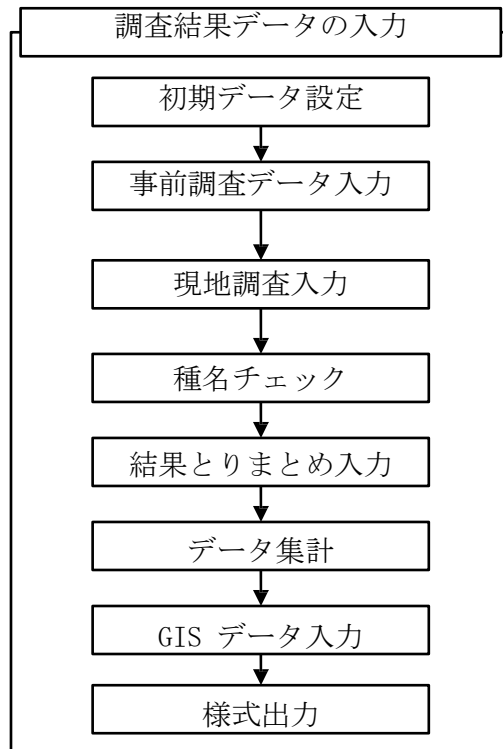 調査結果データの入力
初期データ設定
事前調査データ入力
現地調査入力
種名チェック
結果とりまとめ入力
データ集計
GIS データ入力
様式出力